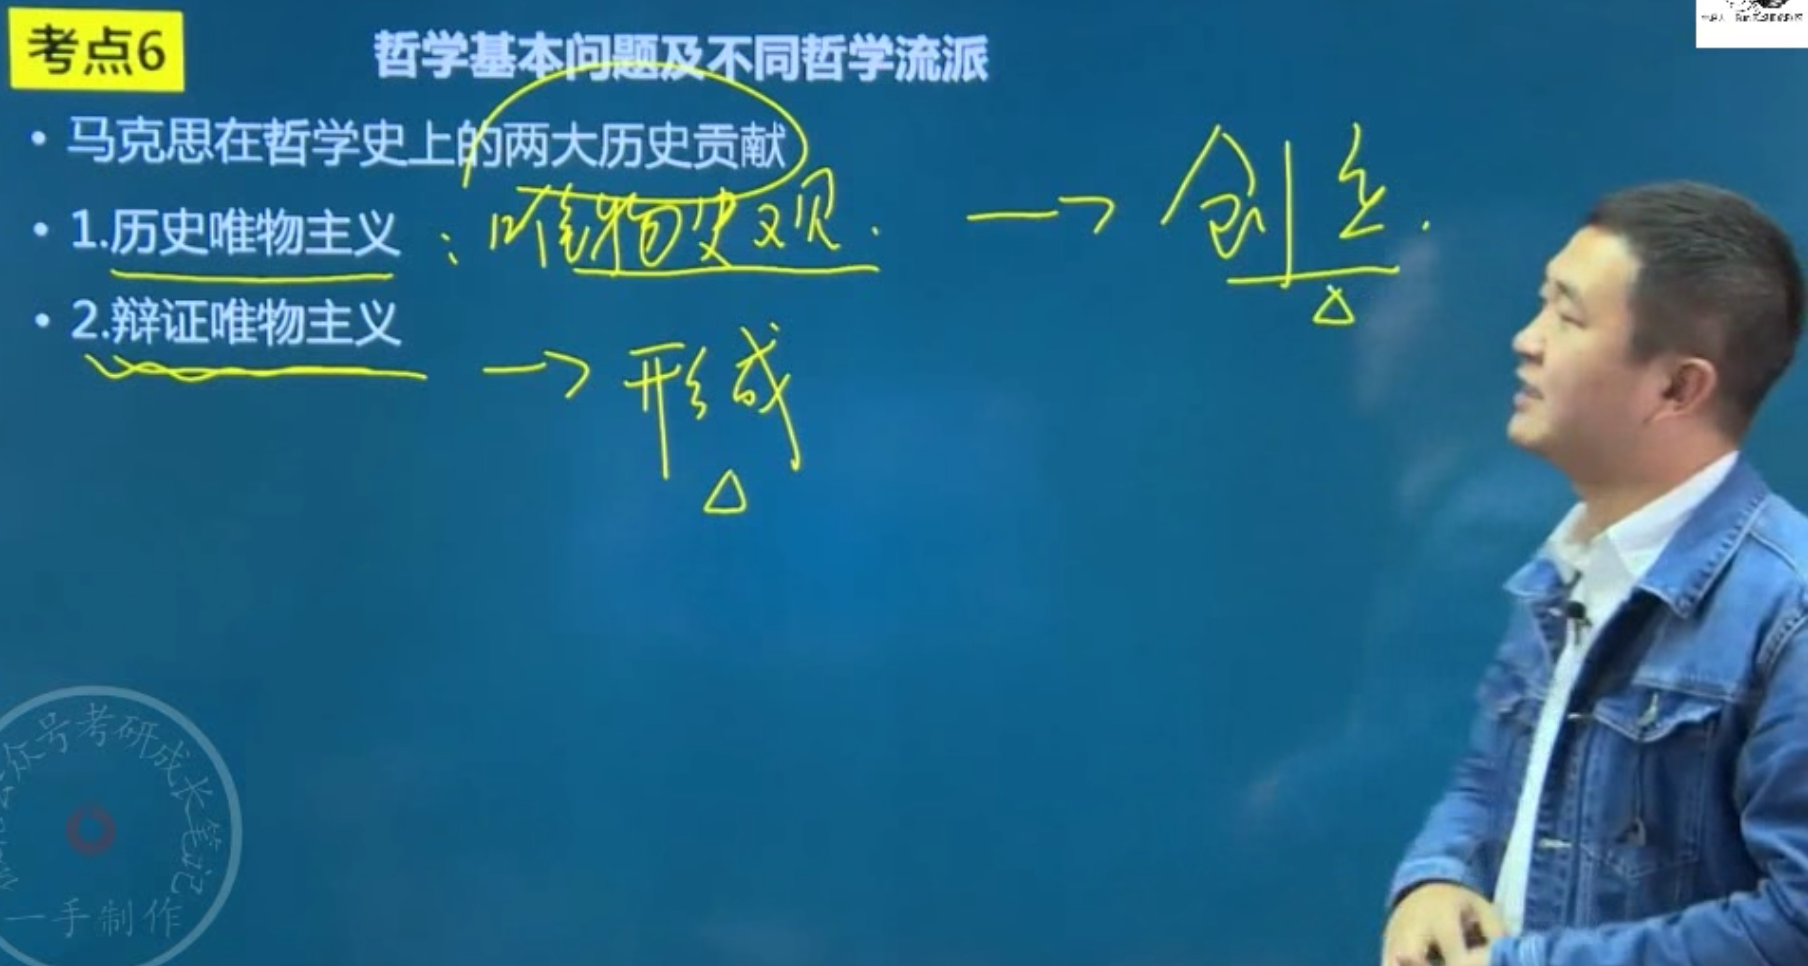 考点6
哲学基本问题及不同哲学流派
• 马克思在哲学史上的两大历史贡献
• 1.历史唯物主义 : 唯物史观. → 创立.
• 2.辩证唯物主义 → 形成
众号考研成长笔记
一手制作